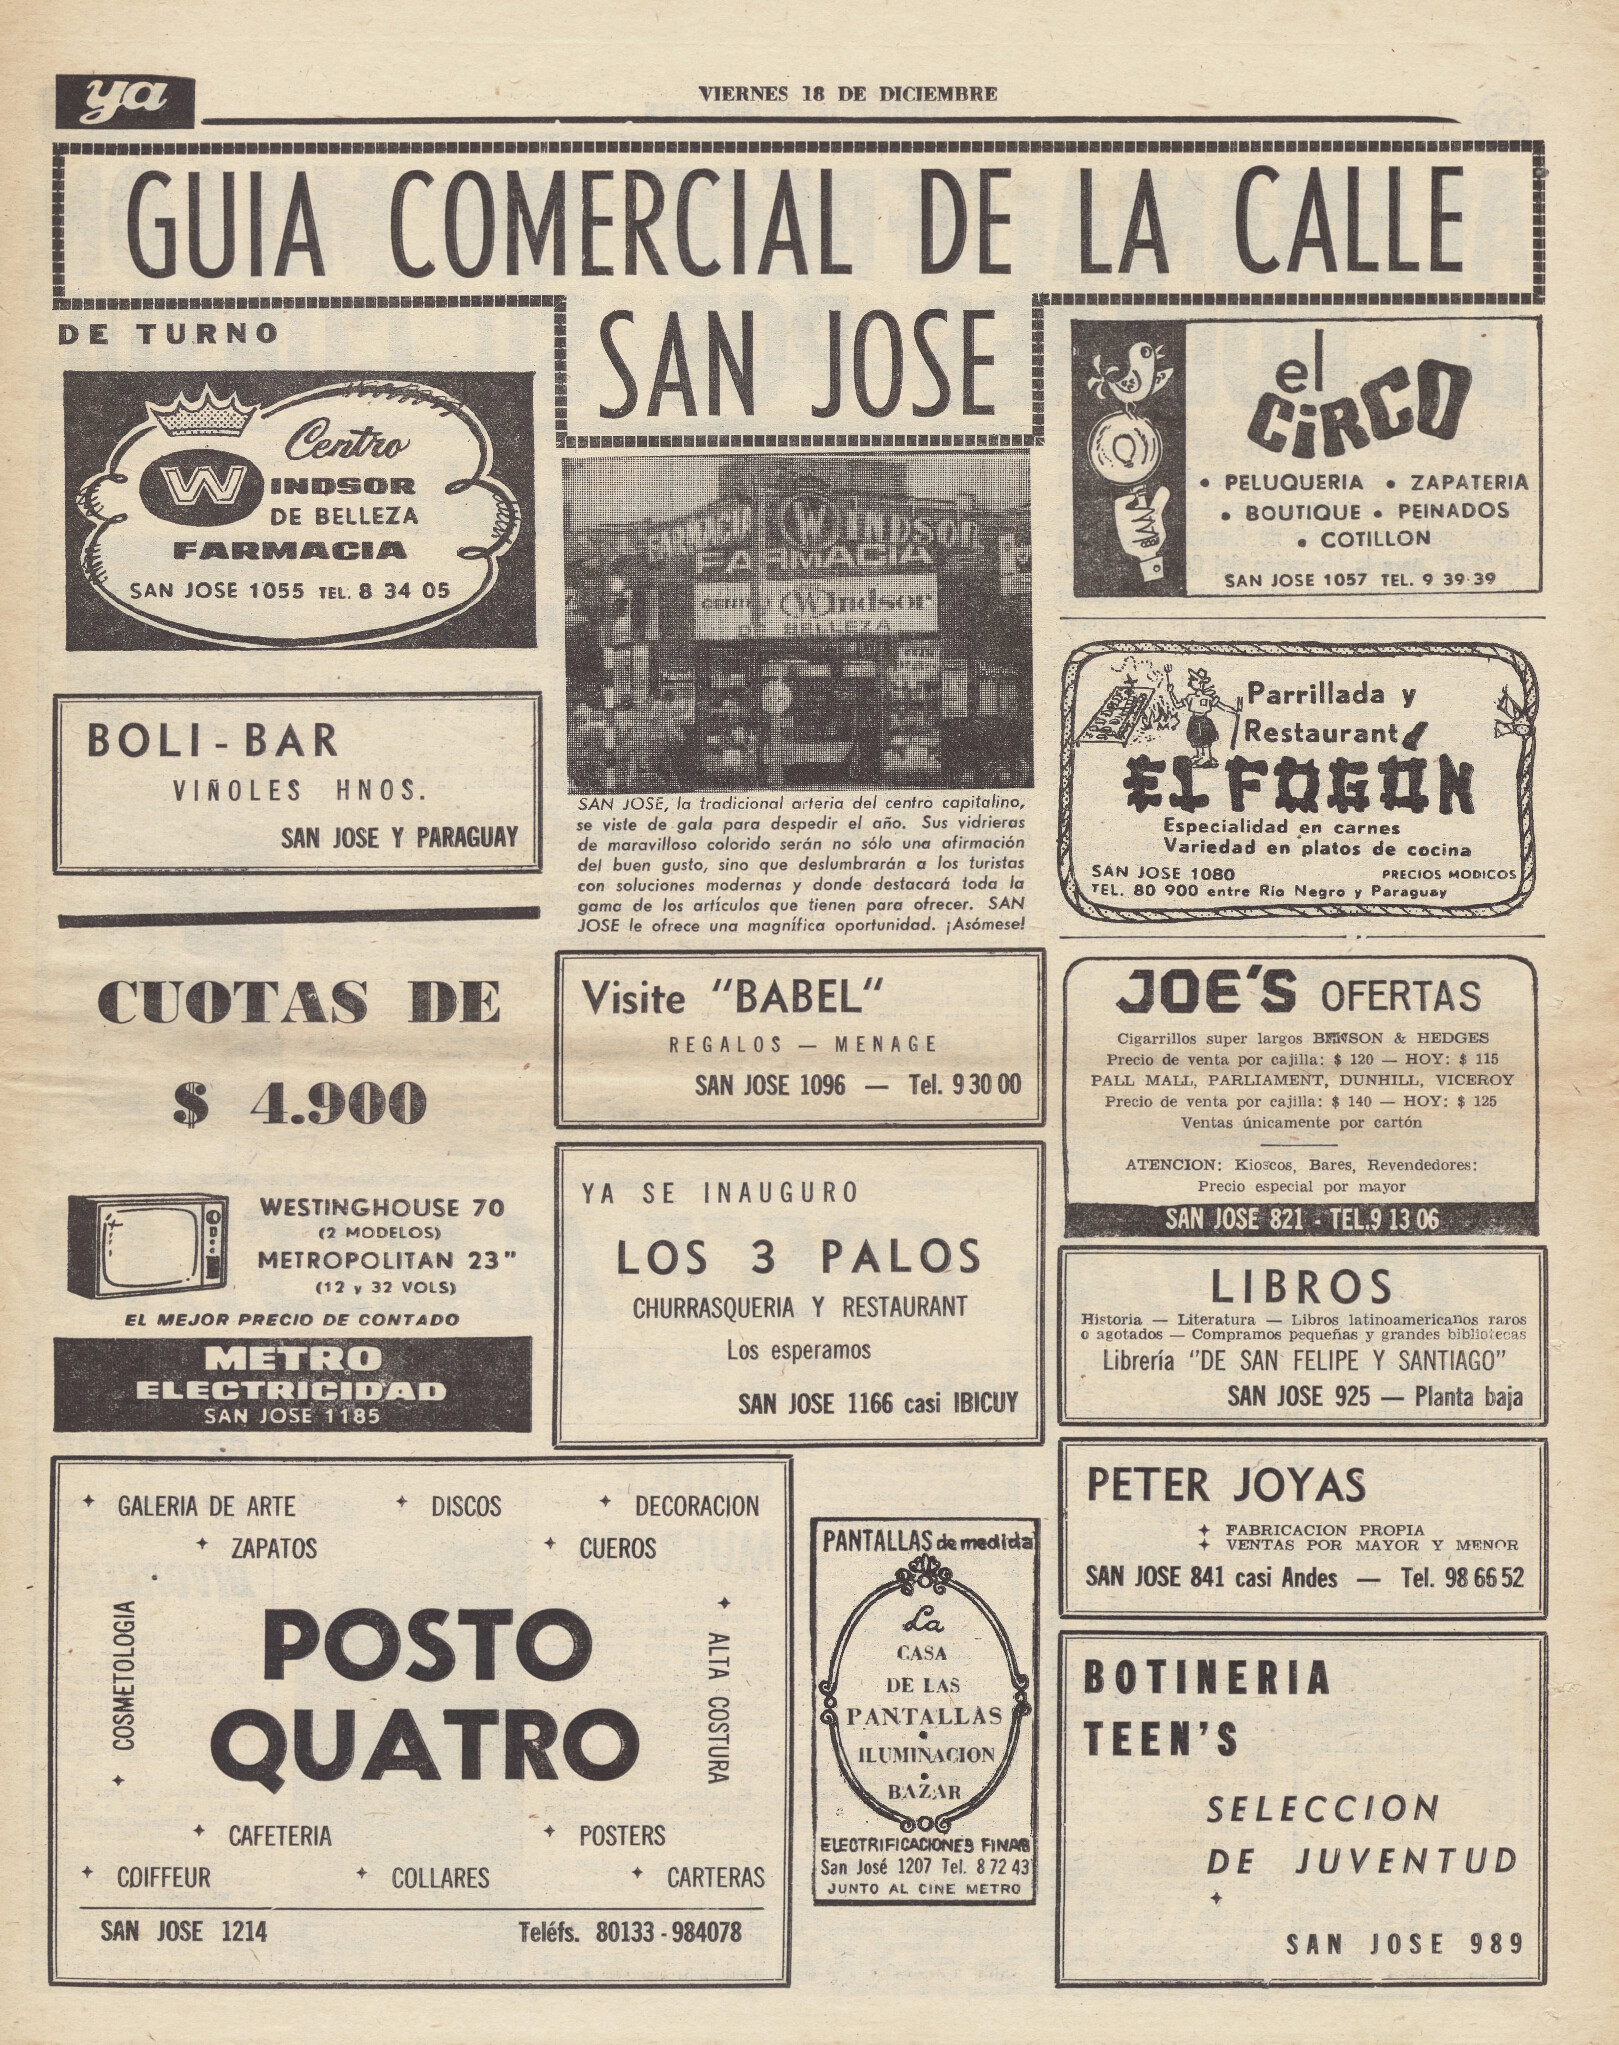 ya
VIERNES 18 DE DICIEMBRE
GUIA COMERCIAL DE LA CALLE
SAN JOSE
DE TURNO
Centro
WINDSOR
DE BELLEZA
FARMACIA
SAN JOSE 1055 TEL. 8 34 05
BOLI-BAR
VIÑOLES HNOS.
SAN JOSE Y PARAGUAY
CUOTAS DE
$ 4.900
WESTINGHOUSE 70
(2 MODELOS)
METROPOLITAN 23"
(12 y 32 VOLS)
EL MEJOR PRECIO DE CONTADO
METRO
ELECTRICIDAD
SAN JOSE 1185
FARMACIA WINDSOR
FARMACIA
CENTRO Windsor
DE BELLEZA
SAN JOSE, la tradicional arteria del centro capitalino,
se viste de gala para despedir el año. Sus vidrieras
de maravilloso colorido serán no sólo una afirmación
del buen gusto, sino que deslumbrarán a los turistas
con soluciones modernas y donde destacará toda la
gama de los artículos que tienen para ofrecer. SAN
JOSE le ofrece una magnífica oportunidad. ¡Asómese!
Visite "BABEL"
REGALOS — MENAGE
SAN JOSE 1096 — Tel. 9 30 00
YA SE INAUGURO
LOS 3 PALOS
CHURRASQUERIA Y RESTAURANT
Los esperamos
SAN JOSE 1166 casi IBICUY
el
CIRCO
• PELUQUERIA • ZAPATERIA
• BOUTIQUE • PEINADOS
• COTILLON
SAN JOSE 1057 TEL. 9 39·39
Parrillada y
Restaurant
EL FOGÓN
Especialidad en carnes
Variedad en platos de cocina
SAN JOSE 1080 PRECIOS MODICOS
TEL. 80 900 entre Rio Negro y Paraguay
JOE'S OFERTAS
Cigarrillos super largos BENSON & HEDGES
Precio de venta por cajilla: $ 120 — HOY: $ 115
PALL MALL, PARLIAMENT, DUNHILL, VICEROY
Precio de venta por cajilla: $ 140 — HOY: $ 125
Ventas únicamente por cartón
ATENCION: Kioscos, Bares, Revendedores:
Precio especial por mayor
SAN JOSE 821 - TEL. 9 13 06
LIBROS
Historia — Literatura — Libros latinoamericanos raros
o agotados — Compramos pequeñas y grandes bibliotecas
Librería "DE SAN FELIPE Y SANTIAGO"
SAN JOSE 925 — Planta baja
PETER JOYAS
✦ FABRICACION PROPIA
✦ VENTAS POR MAYOR Y MENOR
SAN JOSE 841 casi Andes — Tel. 98 66 52
BOTINERIA
TEEN'S
SELECCION
DE JUVENTUD
✦
SAN JOSE 989
✦ GALERIA DE ARTE ✦ DISCOS ✦ DECORACION
✦ ZAPATOS ✦ CUEROS
✦ COSMETOLOGIA
POSTO
QUATRO
✦ ALTA COSTURA
✦ CAFETERIA ✦ POSTERS
✦ COIFFEUR ✦ COLLARES ✦ CARTERAS
SAN JOSE 1214 Teléfs. 80133 - 984078
PANTALLAS de medida
La
CASA
DE LAS
PANTALLAS
•
ILUMINACION
•
BAZAR
ELECTRIFICACIONES FINAS
San José 1207 Tel. 8 72 43
JUNTO AL CINE METRO